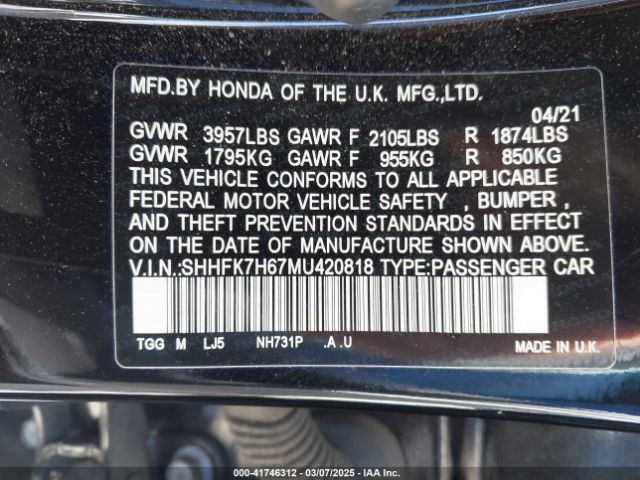 MFD.BY HONDA OF THE U.K. MFG.,LTD.
04/21
GVWR 3957LBS GAWR F 2105LBS R 1874LBS
GVWR 1795KG GAWR F 955KG R 850KG
THIS VEHICLE CONFORMS TO ALL APPLICABLE
FEDERAL MOTOR VEHICLE SAFETY , BUMPER ,
AND THEFT PREVENTION STANDARDS IN EFFECT
ON THE DATE OF MANUFACTURE SHOWN ABOVE.
V.I.N.:SHHFK7H67MU420818 TYPE:PASSENGER CAR
TGG M LJ5 NH731P .A .U MADE IN U.K.
000-41746312 | 03/07/2025 | IAA Inc.